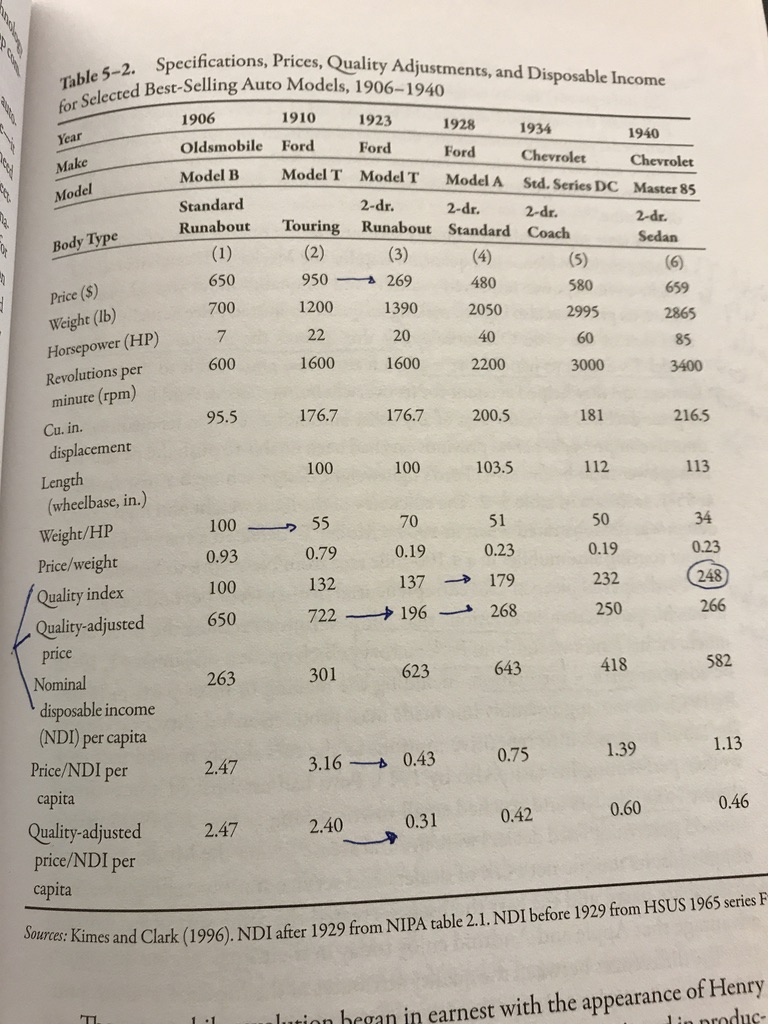 Table 5–2. Specifications, Prices, Quality Adjustments, and Disposable Income
for Selected Best-Selling Auto Models, 1906–1940
Year 1906 1910 1923 1928 1934 1940
Make Oldsmobile Ford Ford Ford Chevrolet Chevrolet
Model Model B Model T Model T Model A Std. Series DC Master 85
Standard 2-dr. 2-dr. 2-dr. 2-dr.
Body Type Runabout Touring Runabout Standard Coach Sedan
(1) (2) (3) (4) (5) (6)
Price ($) 650 950 269 480 580 659
Weight (lb) 700 1200 1390 2050 2995 2865
Horsepower (HP) 7 22 20 40 60 85
Revolutions per 600 1600 1600 2200 3000 3400
minute (rpm)
Cu. in. 95.5 176.7 176.7 200.5 181 216.5
displacement
Length 100 100 103.5 112 113
(wheelbase, in.)
Weight/HP 100 55 70 51 50 34
Price/weight 0.93 0.79 0.19 0.23 0.19 0.23
Quality index 100 132 137 179 232 248
Quality-adjusted 650 722 196 268 250 266
price
Nominal 263 301 623 643 418 582
disposable income
(NDI) per capita
Price/NDI per 2.47 3.16 0.43 0.75 1.39 1.13
capita
Quality-adjusted 2.47 2.40 0.31 0.42 0.60 0.46
price/NDI per
capita
Sources: Kimes and Clark (1996). NDI after 1929 from NIPA table 2.1. NDI before 1929 from HSUS 1965 series F
began in earnest with the appearance of Henry